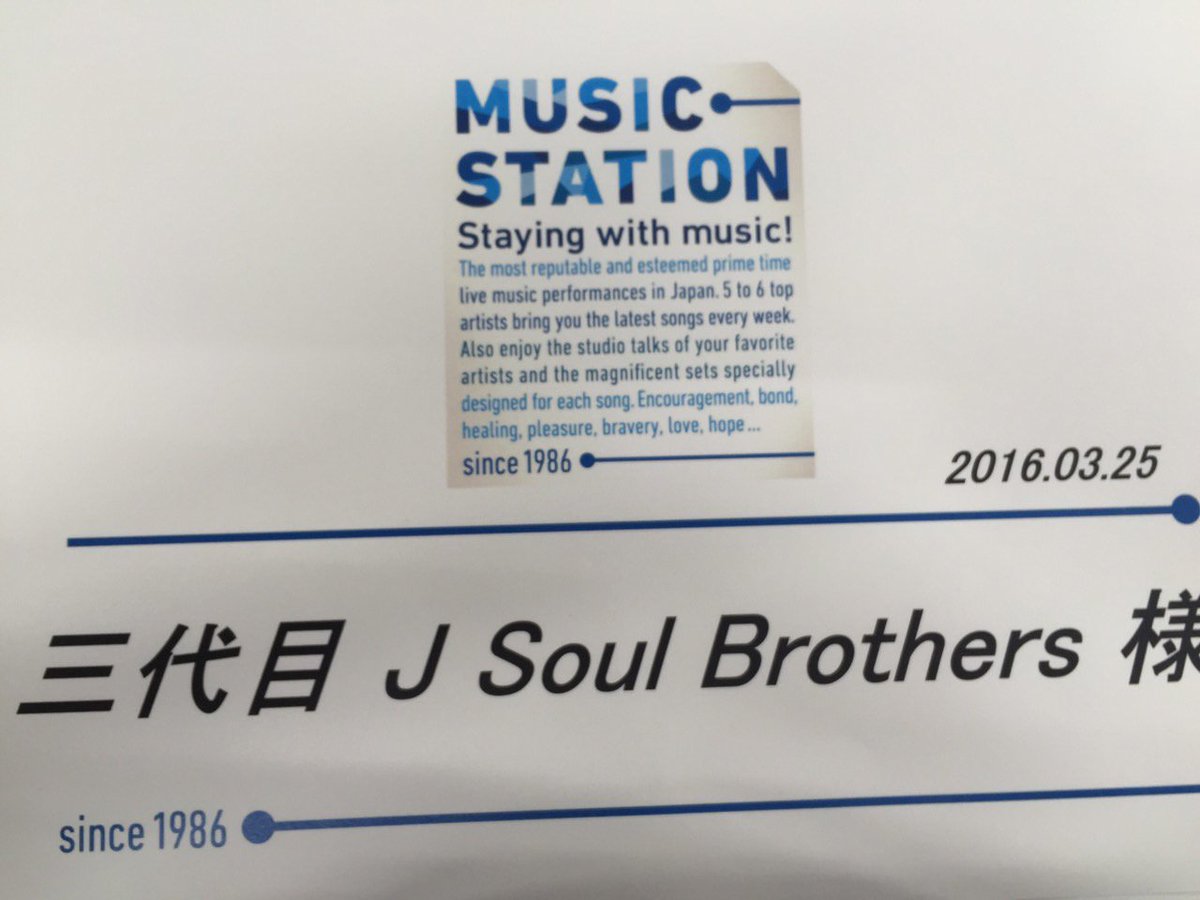 MUSIC
STATION
Staying with music!
The most reputable and esteemed prime time
live music performances in Japan. 5 to 6 top
artists bring you the latest songs every week.
Also enjoy the studio talks of your favorite
artists and the magnificent sets specially
designed for each song. Encouragement, bond,
healing, pleasure, bravery, love, hope...
since 1986
2016.03.25
三代目 J Soul Brothers 様
since 1986